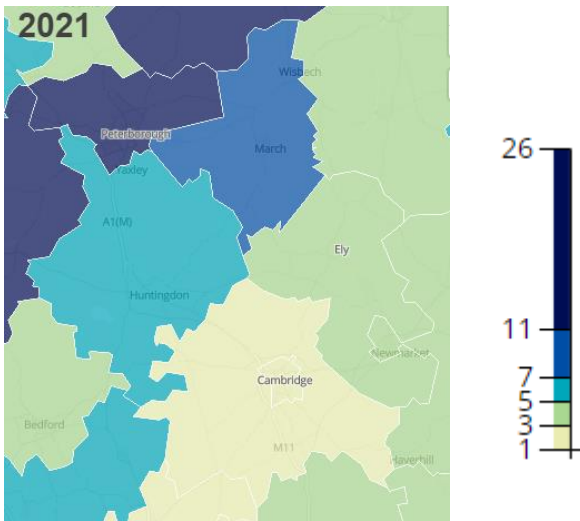 2021
Wisbech
Peterborough
March
Yaxley
A1(M)
Ely
Huntingdon
Newmarket
Cambridge
Bedford
M11
Haverhill
26
11
7
5
3
1